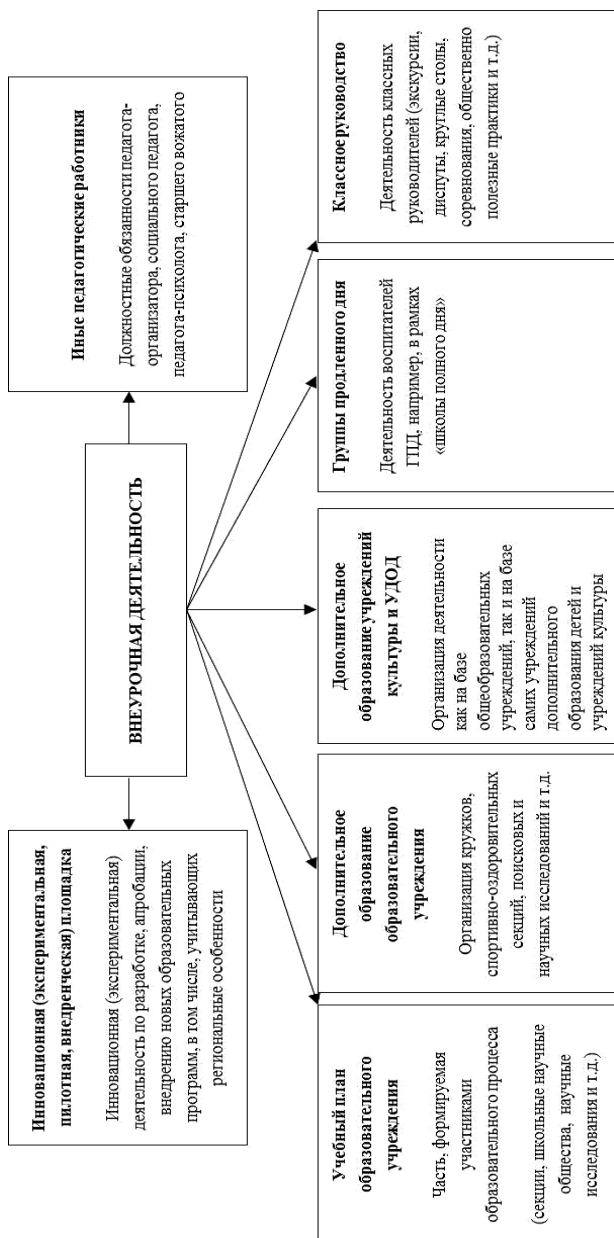 Инновационная (экспериментальная,
пилотная, внедренческая) площадка
Инновационная (экспериментальная)
деятельность по разработке, апробации,
внедрению новых образовательных
программ, в том числе, учитывающих
региональные особенности
ВНЕУРОЧНАЯ ДЕЯТЕЛЬНОСТЬ
Иные педагогические работники
Должностные обязанности педагога-
организатора, социального педагога,
педагога-психолога, старшего вожатого
Учебный план
образовательного
учреждения
Часть, формируемая
участниками
образовательного процесса
(секции, школьные научные
общества, научные
исследования и т.д.)
Дополнительное
образование
образовательного
учреждения
Организация кружков,
спортивно-оздоровительных
секций, поисковых и
научных исследований и т.д.
Дополнительное
образование учреждений
культуры и УДОД
Организация деятельности
как на базе
общеобразовательных
учреждений, так и на базе
самих учреждений
дополнительного
образования детей и
учреждений культуры
Группы продленного дня
Деятельность воспитателей
ГПД, например, в рамках
«школы полного дня»
Классное руководство
Деятельность классных
руководителей (экскурсии,
диспуты, круглые столы,
соревнования, общественно
полезные практики и т.д.)